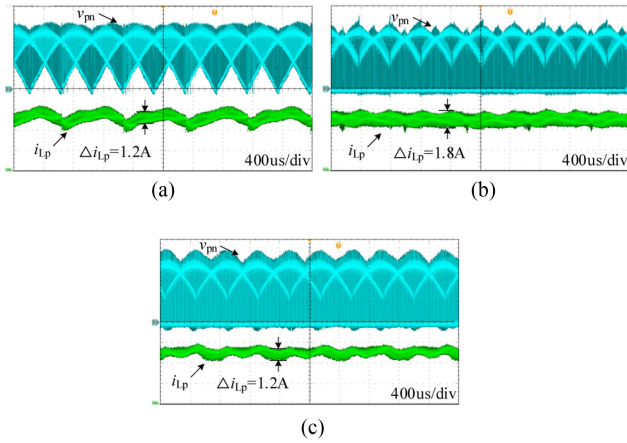 vpn
iLp
△iLp=1.2A
400us/div
(a)
vpn
iLp
△iLp=1.8A
400us/div
(b)
vpn
iLp
△iLp=1.2A
400us/div
(c)